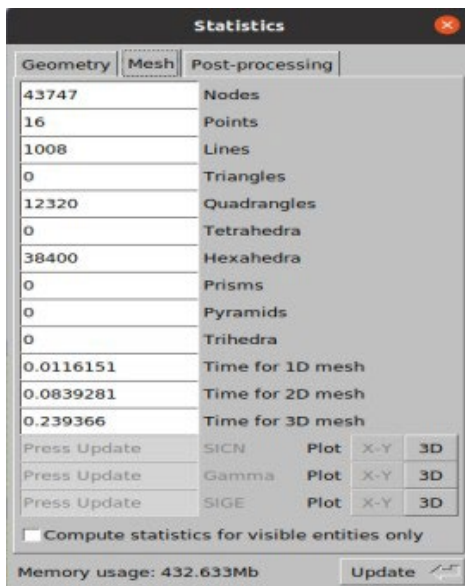 Statistics
Geometry Mesh Post-processing
43747 Nodes
16 Points
1008 Lines
0 Triangles
12320 Quadrangles
0 Tetrahedra
38400 Hexahedra
0 Prisms
0 Pyramids
0 Trihedra
0.0116151 Time for 1D mesh
0.0839281 Time for 2D mesh
0.239366 Time for 3D mesh
Press Update SICN Plot X-Y 3D
Press Update Gamma Plot X-Y 3D
Press Update SIGE Plot X-Y 3D
Compute statistics for visible entities only
Memory usage: 432.633Mb Update